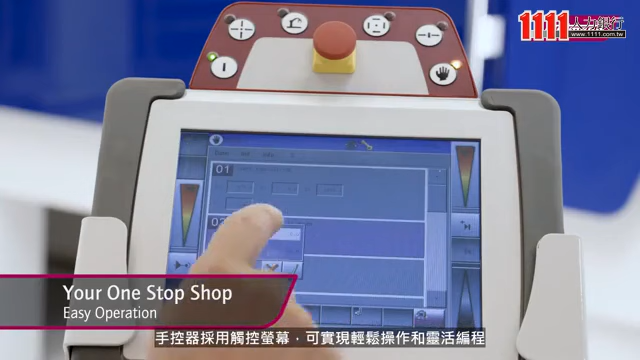 1111人力銀行
www.1111.com.tw
01
Your One Stop Shop
Easy Operation
手控器採用觸控螢幕，可實現輕鬆操作和靈活編程